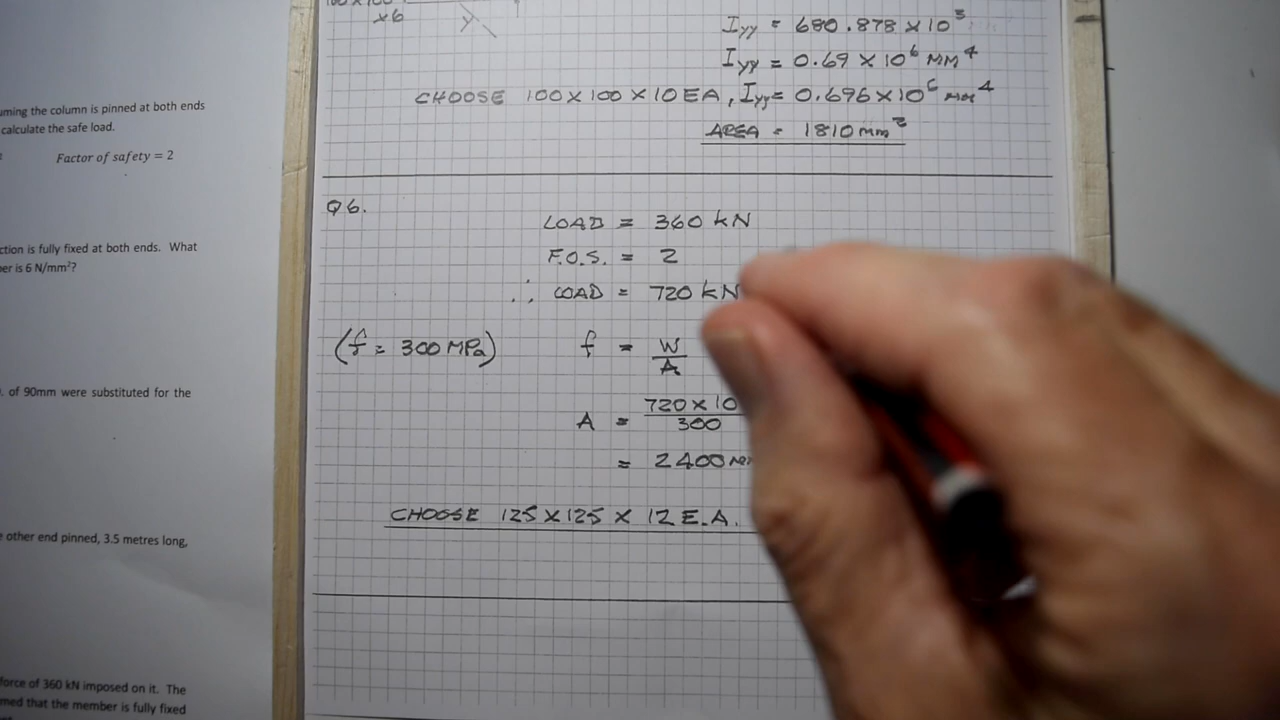 uming the column is pinned at both ends
calculate the safe load.
Factor of safety = 2
ction is fully fixed at both ends. What
er is 6 N/mm²?
. of 90mm were substituted for the
other end pinned, 3.5 metres long,
force of 360 kN imposed on it. The
med that the member is fully fixed
x6 y
Iyy = 680.878 x 10³
Iyy = 0.69 x 10⁶ MM⁴
CHOOSE 100 x 100 x 10 EA, Iyy = 0.696 x 10⁶ mm⁴
AREA = 1810 mm²
Q6.
LOAD = 360 kN
F.O.S. = 2
∴ LOAD = 720 kN
(f = 300 MPa) f = W/A
A = 720 x 10/300
= 2400 mm
CHOOSE 125 x 125 x 12 E.A.